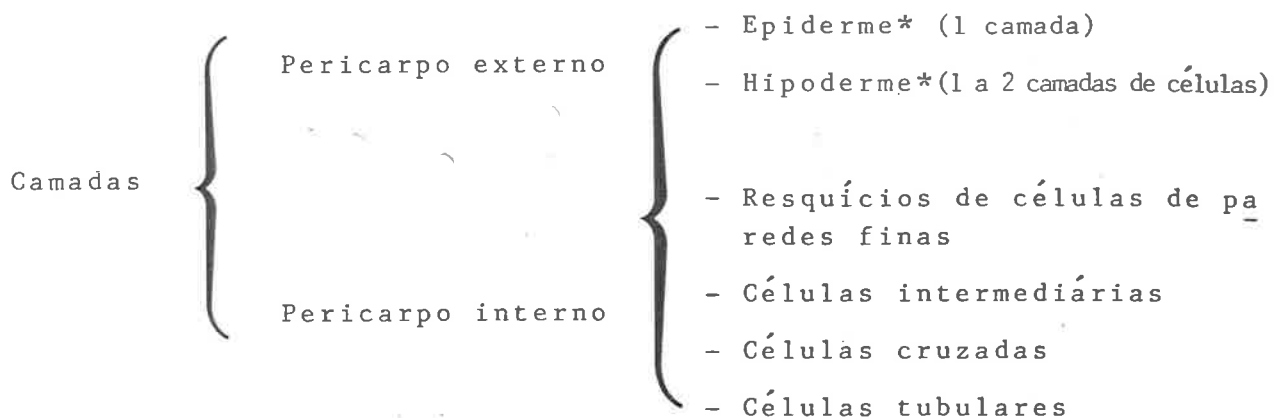 Pericarpo externo
- Epiderme* (1 camada)
- Hipoderme*(1 a 2 camadas de células)
Camadas
- Resquícios de células de pa
redes finas
Pericarpo interno
- Células intermediárias
- Células cruzadas
- Células tubulares